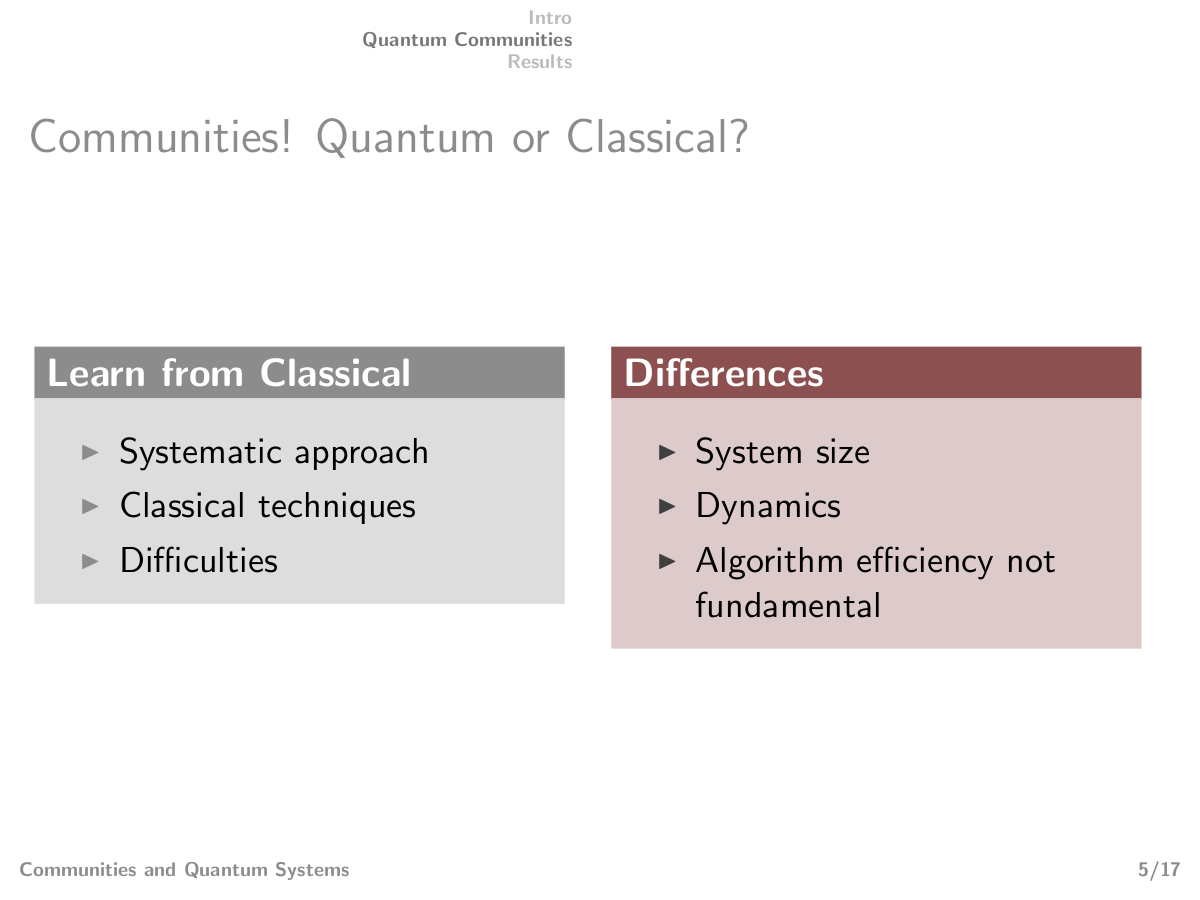 Intro
Quantum Communities
Results
Communities! Quantum or Classical?
Learn from Classical
▶ Systematic approach
▶ Classical techniques
▶ Difficulties
Differences
▶ System size
▶ Dynamics
▶ Algorithm efficiency not
fundamental
Communities and Quantum Systems
5/17